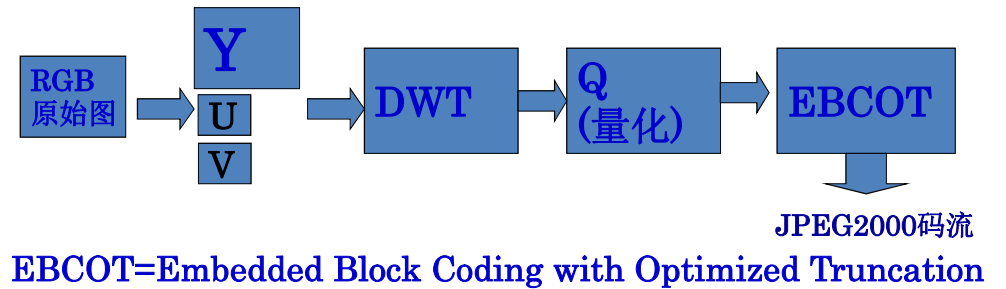 RGB
原始图
Y
U
V
DWT
Q
(量化)
EBCOT
JPEG2000码流
EBCOT=Embedded Block Coding with Optimized Truncation